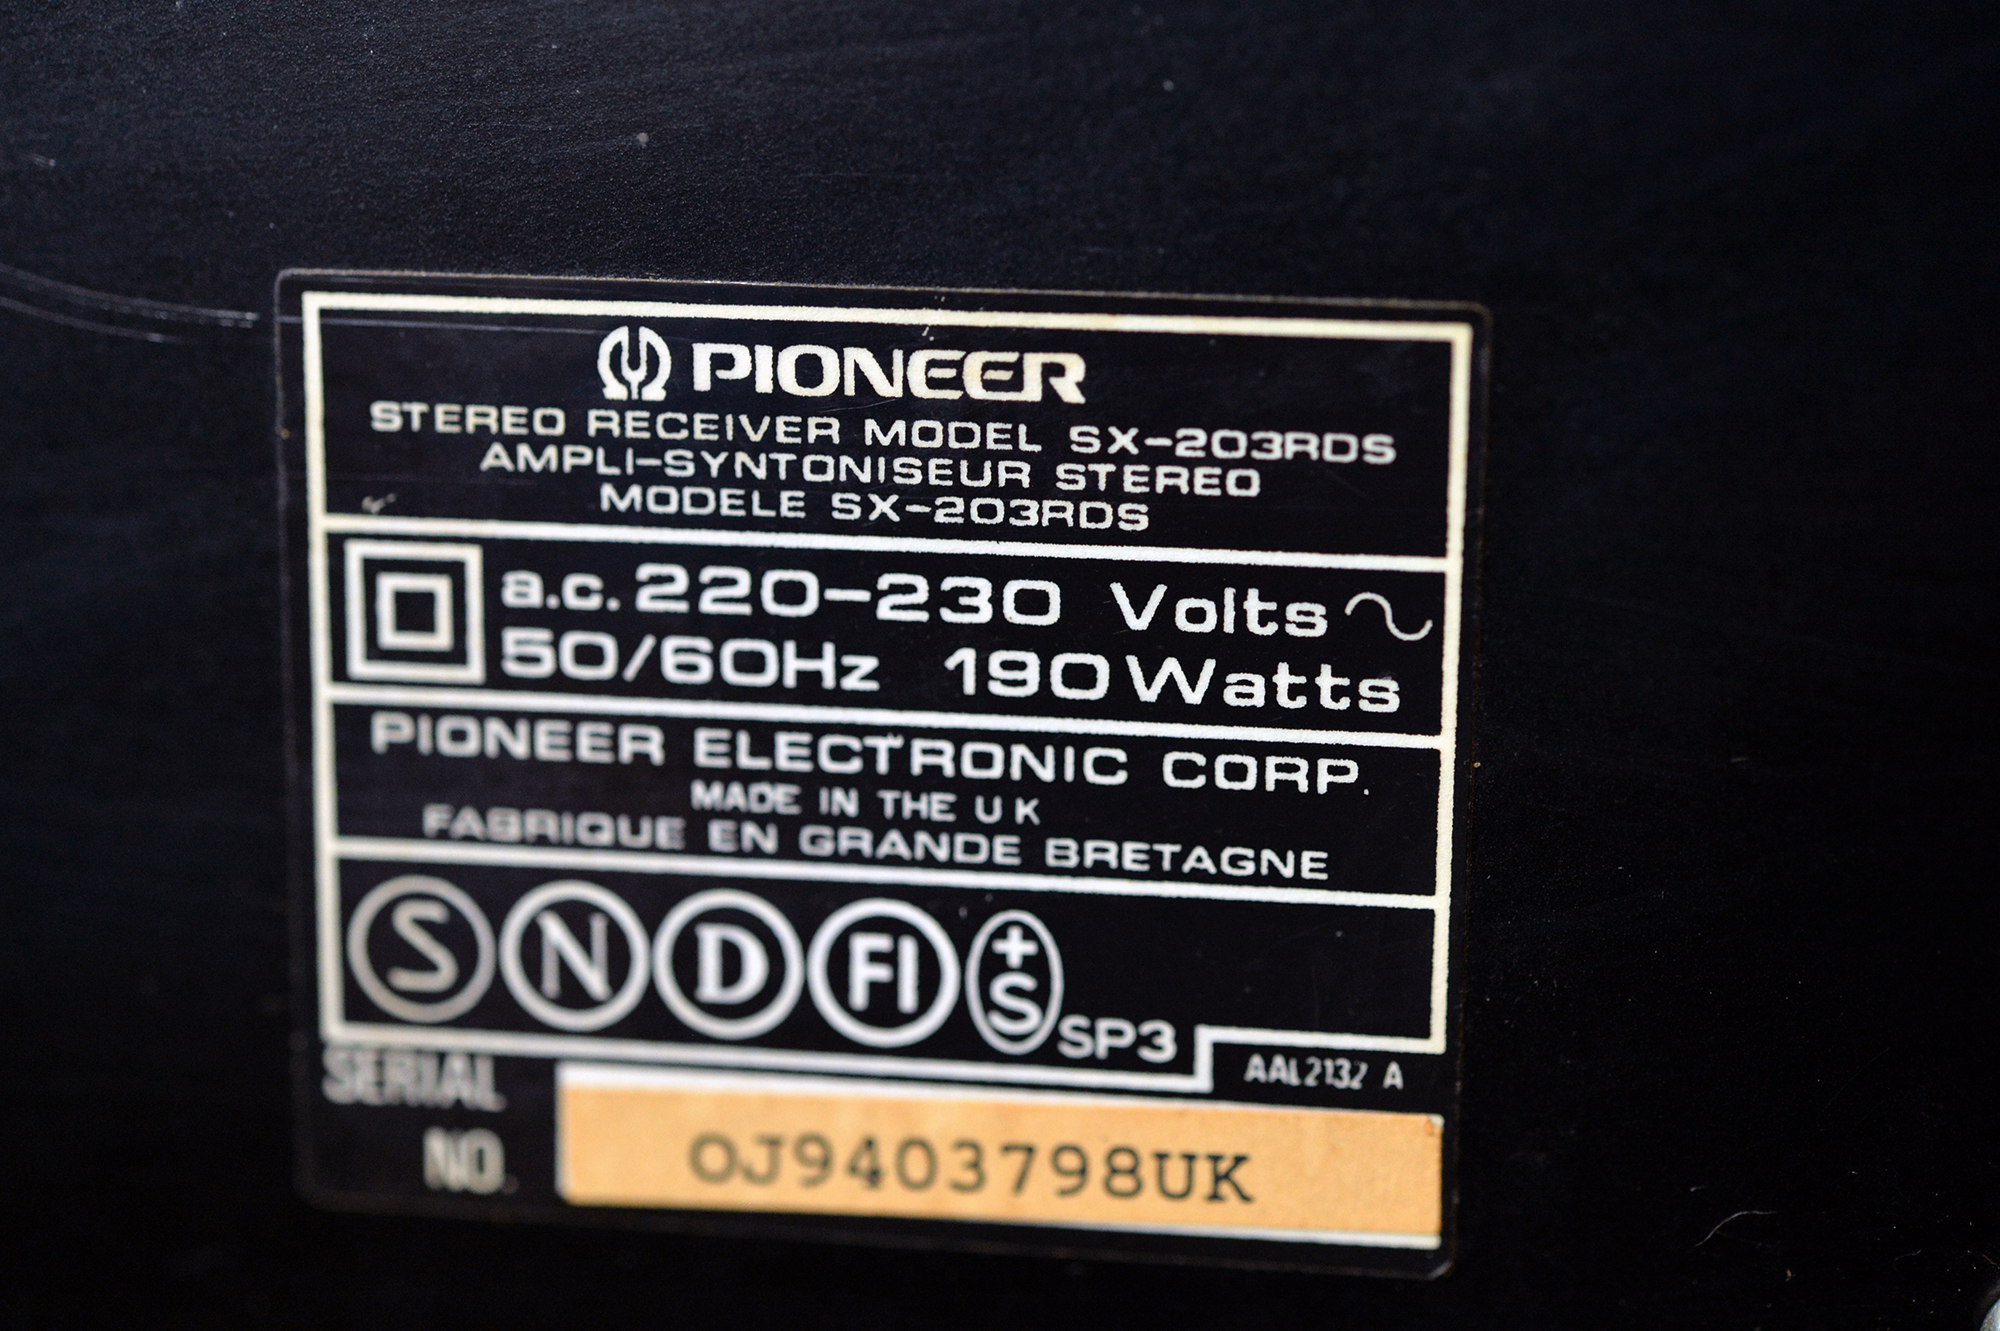 PIONEER
STEREO RECEIVER MODEL SX-203RDS
AMPLI-SYNTONISEUR STEREO
MODELE SX-203RDS
a.c. 220-230 Volts ~
50/60Hz 190 Watts
PIONEER ELECTRONIC CORP.
MADE IN THE U K
FABRIQUE EN GRANDE BRETAGNE
S N D FI +S SP3
AAL2132 A
SERIAL NO. OJ9403798UK